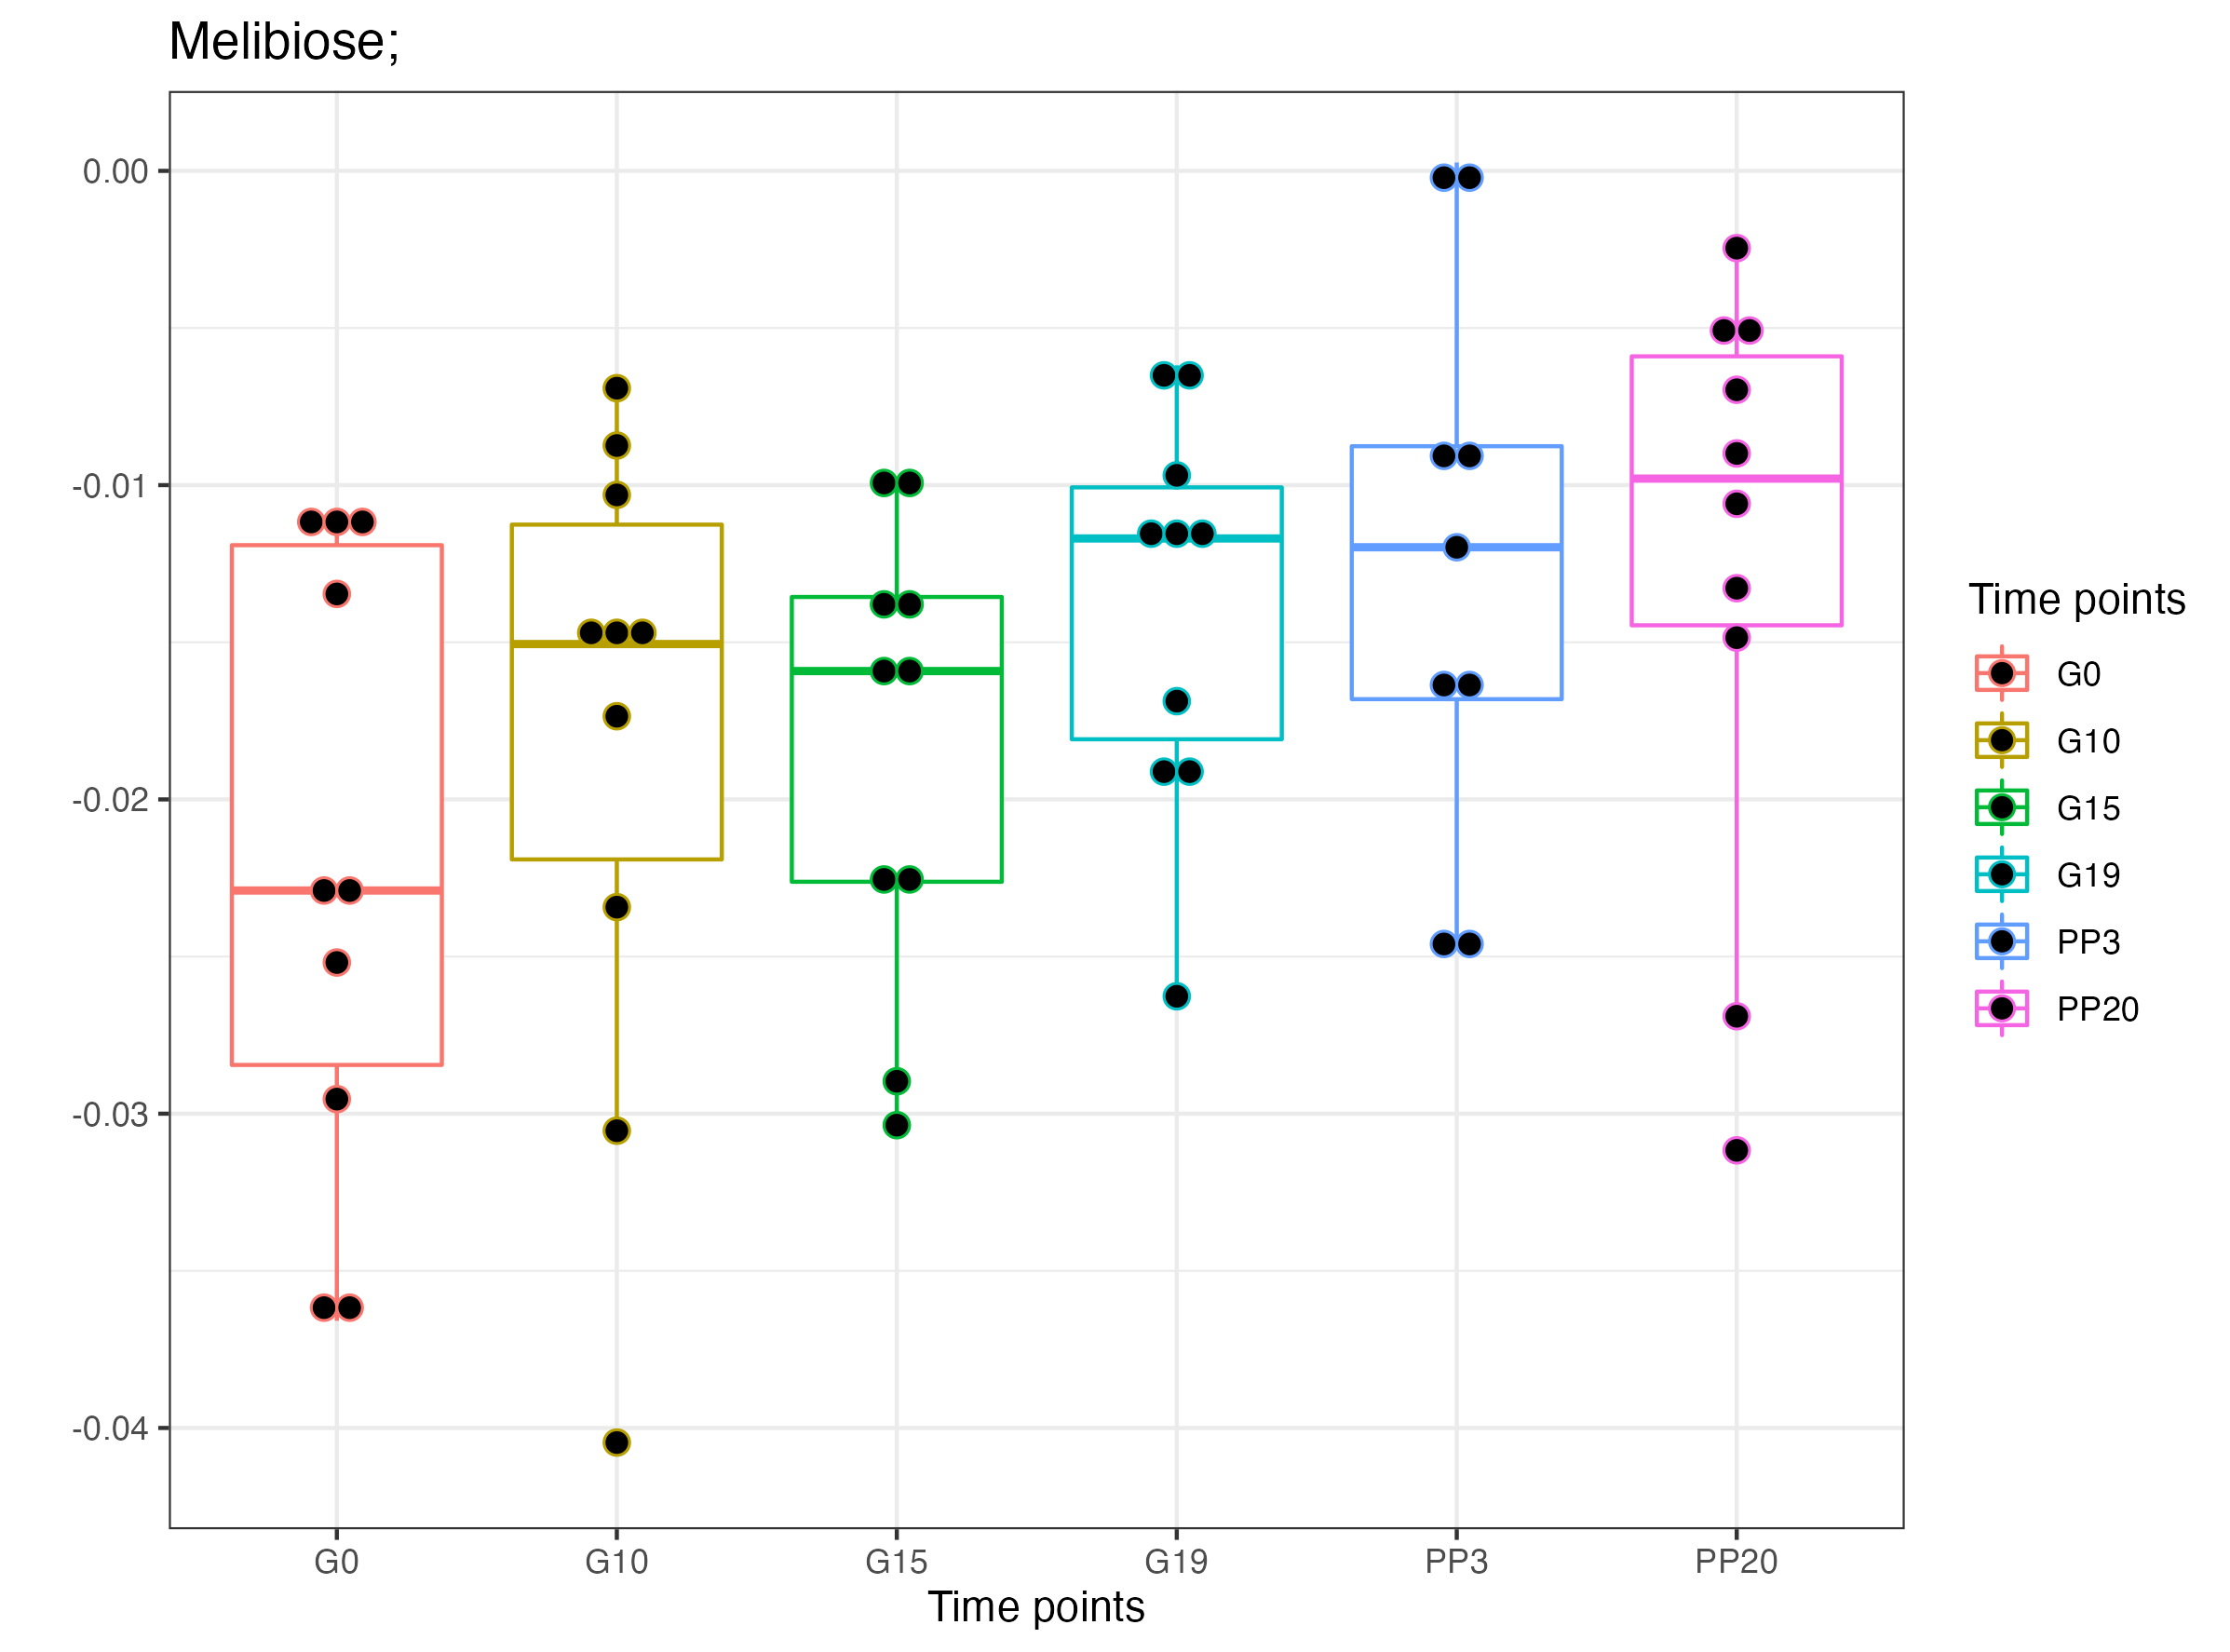 Melibiose;
0.00
-0.01
-0.02
-0.03
-0.04
G0 G10 G15 G19 PP3 PP20
Time points
Time points
G0
G10
G15
G19
PP3
PP20